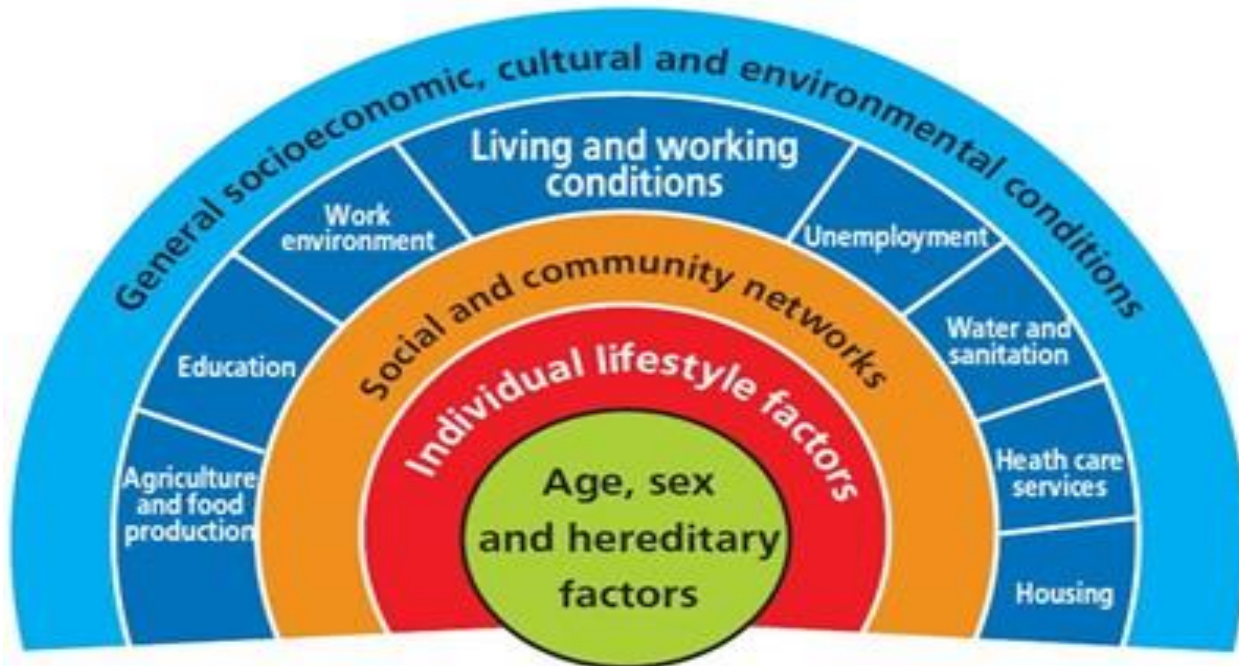 General socioeconomic, cultural and environmental conditions
Living and working
conditions
Work
environment
Unemployment
Education
Water and
sanitation
Agriculture
and food
production
Heath care
services
Housing
Social and community networks
Individual lifestyle factors
Age, sex
and hereditary
factors